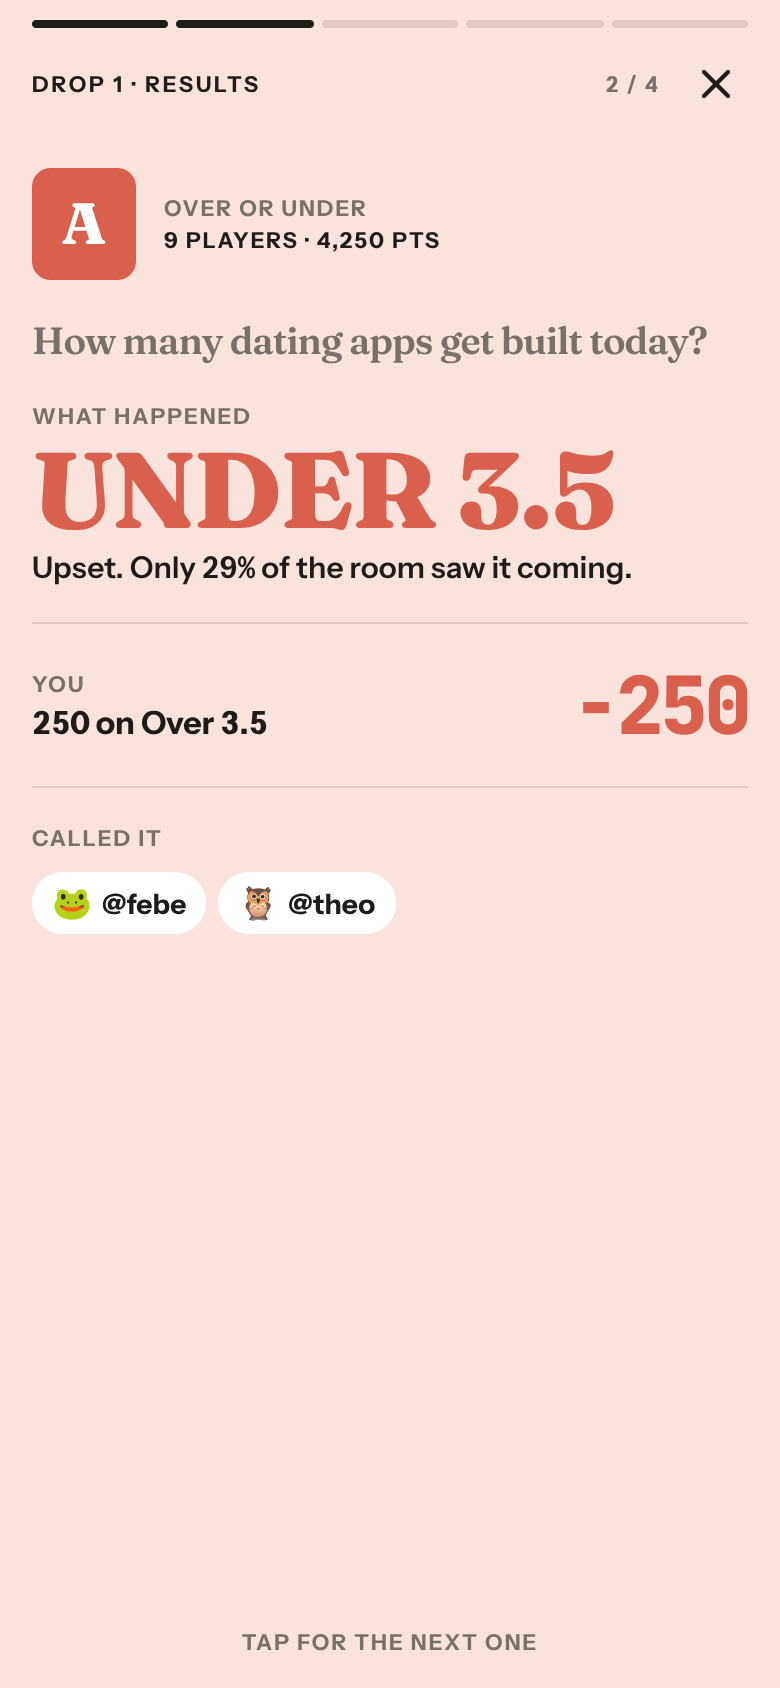 DROP 1 · RESULTS
2 / 4
A
OVER OR UNDER
9 PLAYERS · 4,250 PTS
How many dating apps get built today?
WHAT HAPPENED
UNDER 3.5
Upset. Only 29% of the room saw it coming.
YOU
250 on Over 3.5
-250
CALLED IT
@febe
@theo
TAP FOR THE NEXT ONE